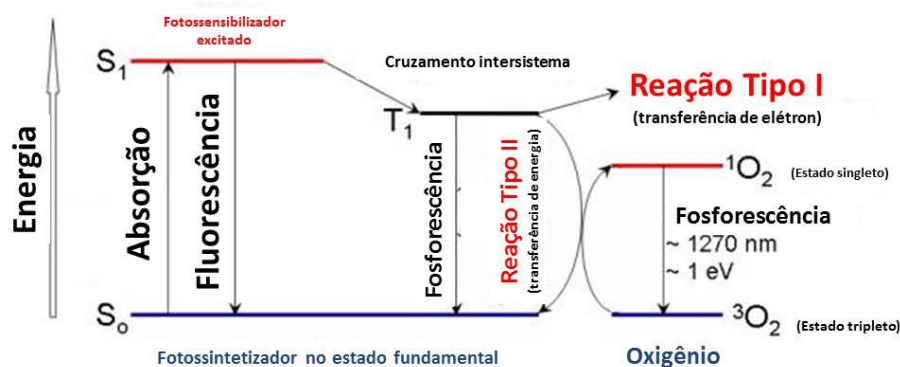 Fotossensibilizador
excitado
S₁
Cruzamento intersistema
Reação Tipo I
(transferência de elétron)
T₁
Energia
Absorção
Fluorescência
Fosforescência
Reação Tipo II
(transferência de energia)
¹O₂ (Estado singleto)
Fosforescência
~ 1270 nm
~ 1 eV
S₀
³O₂ (Estado tripleto)
Fotossintetizador no estado fundamental
Oxigênio